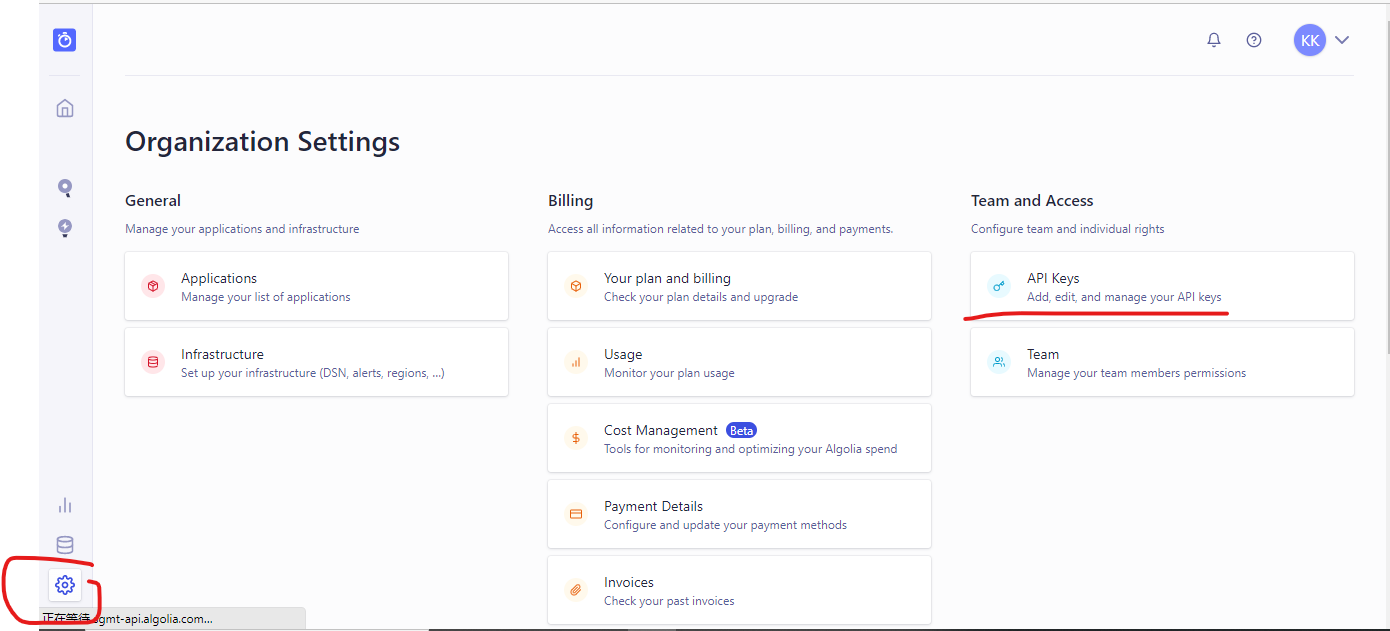 KK
Organization Settings
General
Manage your applications and infrastructure
Applications
Manage your list of applications
Infrastructure
Set up your infrastructure (DSN, alerts, regions, ...)
Billing
Access all information related to your plan, billing, and payments.
Your plan and billing
Check your plan details and upgrade
Usage
Monitor your plan usage
Cost Management Beta
Tools for monitoring and optimizing your Algolia spend
Payment Details
Configure and update your payment methods
Invoices
Check your past invoices
Team and Access
Configure team and individual rights
API Keys
Add, edit, and manage your API keys
Team
Manage your team members permissions
正在等待 gmt-api.algolia.com...